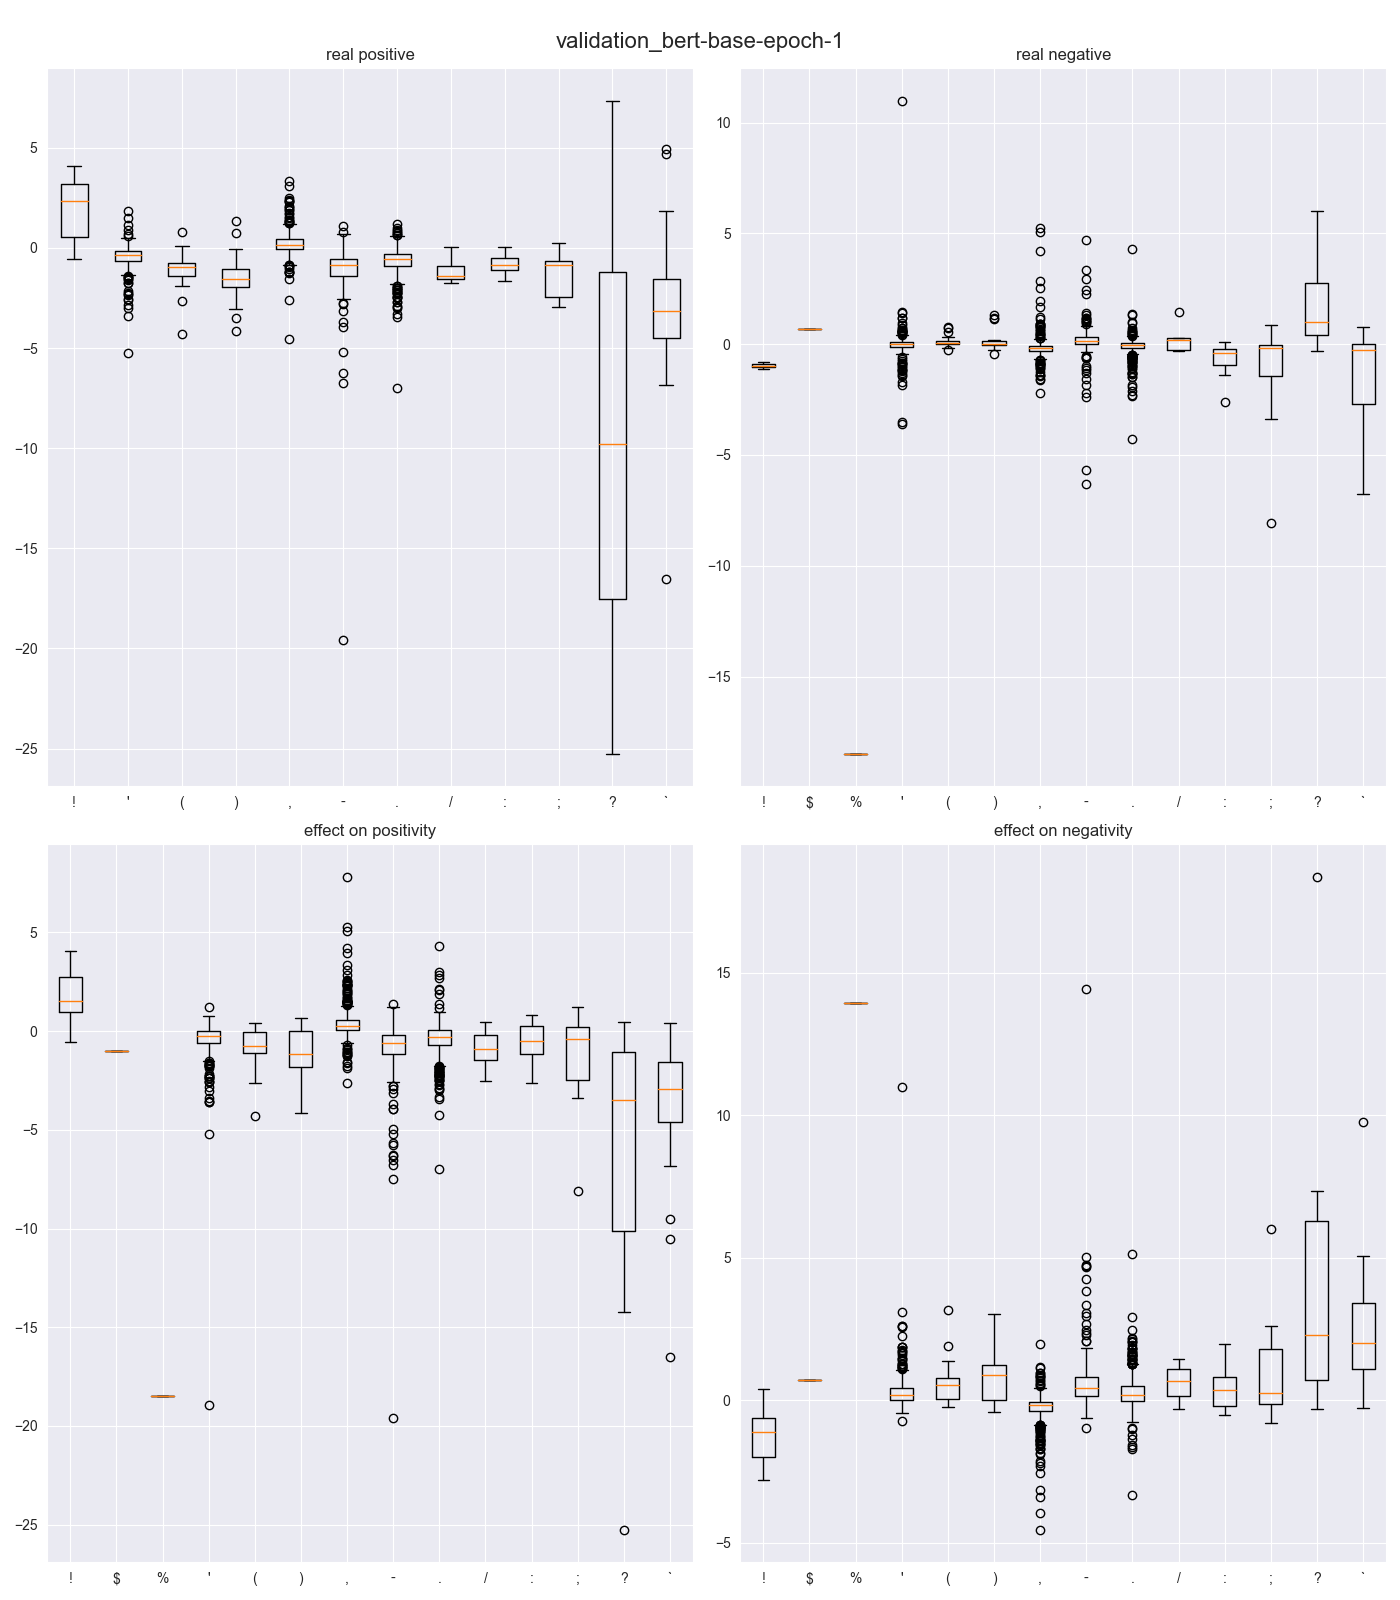 validation_bert-base-epoch-1
real positive
5
0
−5
−10
−15
−20
−25
! ' ( ) , - . / : ; ? `
real negative
10
5
0
−5
−10
−15
! $ % ' ( ) , - . / : ; ? `
effect on positivity
5
0
−5
−10
−15
−20
−25
! $ % ' ( ) , - . / : ; ? `
effect on negativity
15
10
5
0
−5
! $ % ' ( ) , - . / : ; ? `